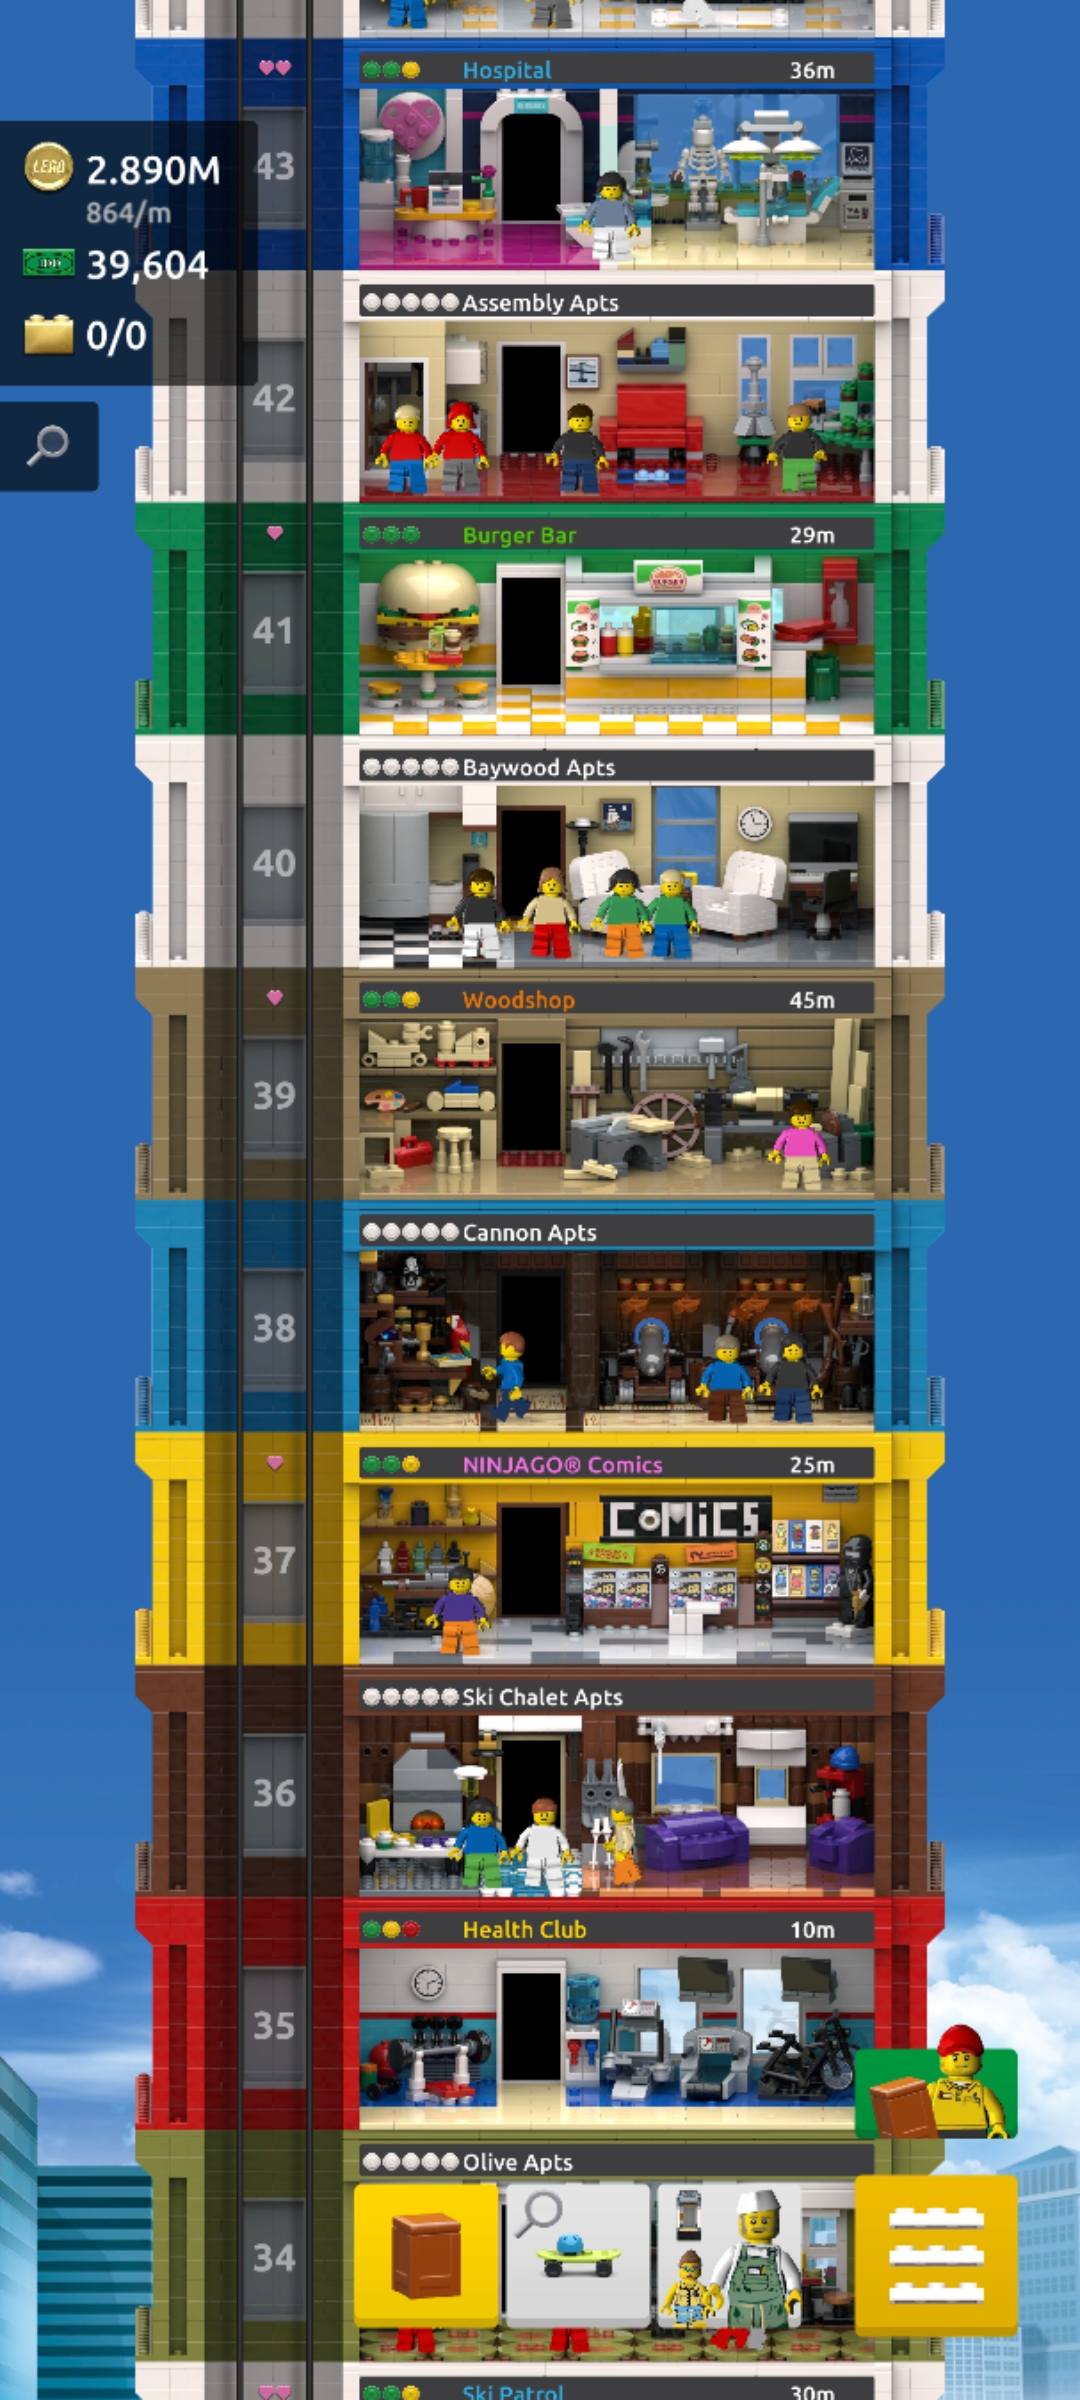 Hospital 36m
43
LEGO 2.890M
864/m
39,604
0/0
Assembly Apts
42
Burger Bar 29m
41
Baywood Apts
40
Woodshop 45m
39
Cannon Apts
38
NINJAGO® Comics 25m
COMiCS
37
Ski Chalet Apts
36
Health Club 10m
35
Olive Apts
34
Ski Patrol 30m